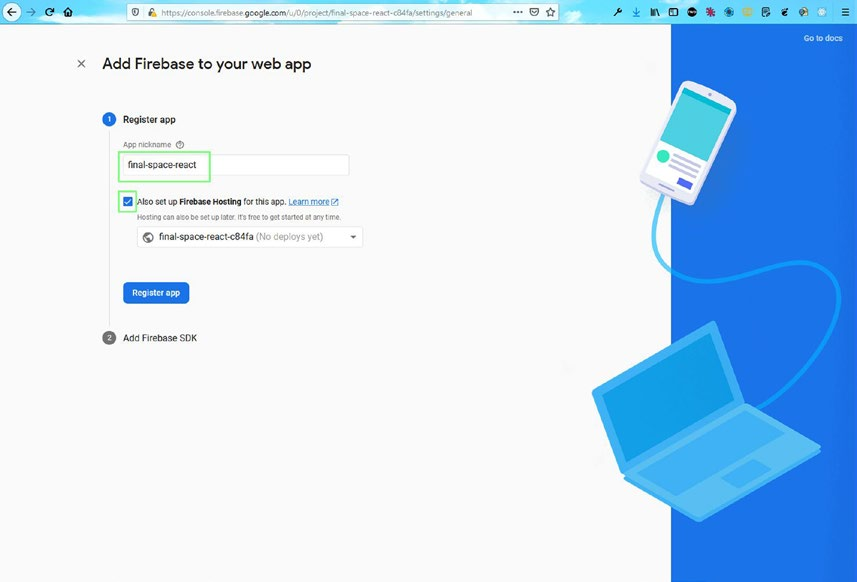 https://console.firebase.google.com/u/0/project/final-space-react-c84fa/settings/general
Go to docs
Add Firebase to your web app
1 Register app
App nickname
final-space-react
Also set up Firebase Hosting for this app. Learn more
Hosting can also be set up later. It's free to get started at any time.
final-space-react-c84fa (No deploys yet)
Register app
2 Add Firebase SDK